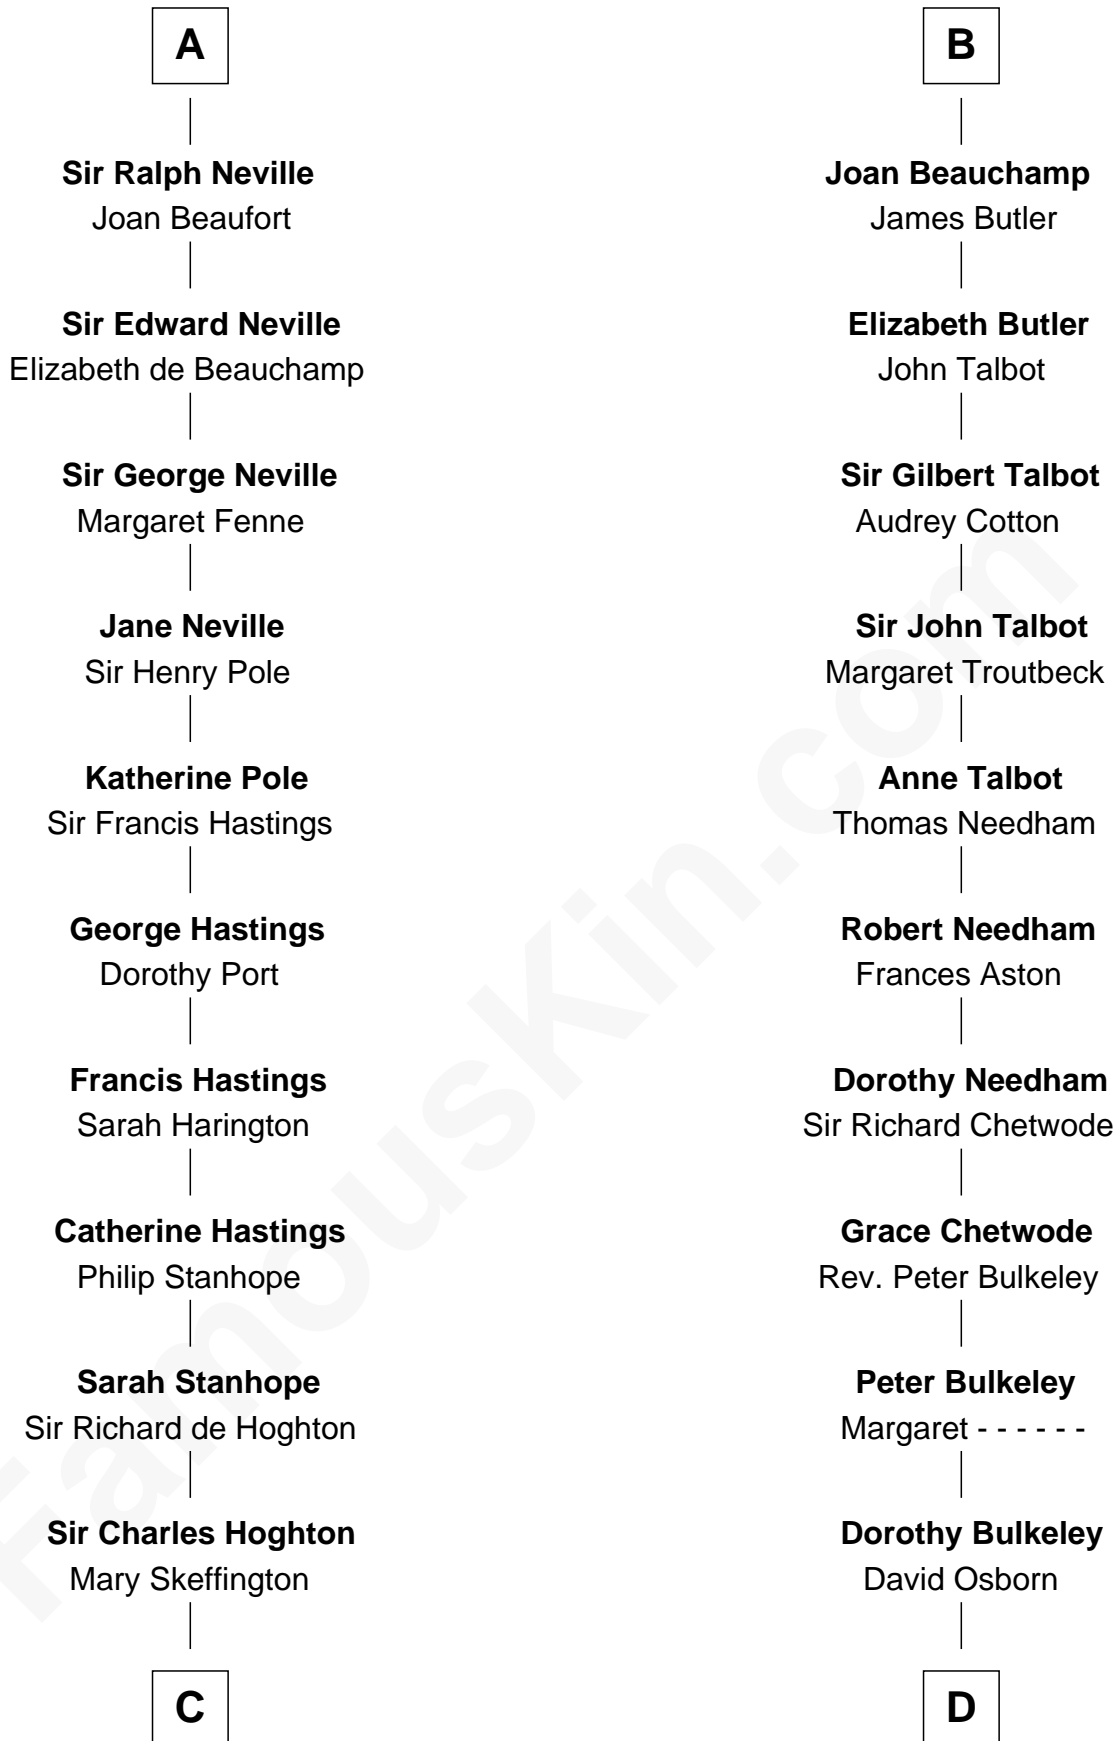 A
Sir Ralph Neville
Joan Beaufort
Sir Edward Neville
Elizabeth de Beauchamp
Sir George Neville
Margaret Fenne
Jane Neville
Sir Henry Pole
Katherine Pole
Sir Francis Hastings
George Hastings
Dorothy Port
Francis Hastings
Sarah Harington
Catherine Hastings
Philip Stanhope
Sarah Stanhope
Sir Richard de Hoghton
Sir Charles Hoghton
Mary Skeffington
C
B
Joan Beauchamp
James Butler
Elizabeth Butler
John Talbot
Sir Gilbert Talbot
Audrey Cotton
Sir John Talbot
Margaret Troutbeck
Anne Talbot
Thomas Needham
Robert Needham
Frances Aston
Dorothy Needham
Sir Richard Chetwode
Grace Chetwode
Rev. Peter Bulkeley
Peter Bulkeley
Margaret - - - - - -
Dorothy Bulkeley
David Osborn
D
FamousKin.com